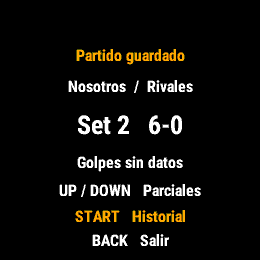 Partido guardado
Nosotros / Rivales
Set 2 6-0
Golpes sin datos
UP / DOWN Parciales
START Historial
BACK Salir